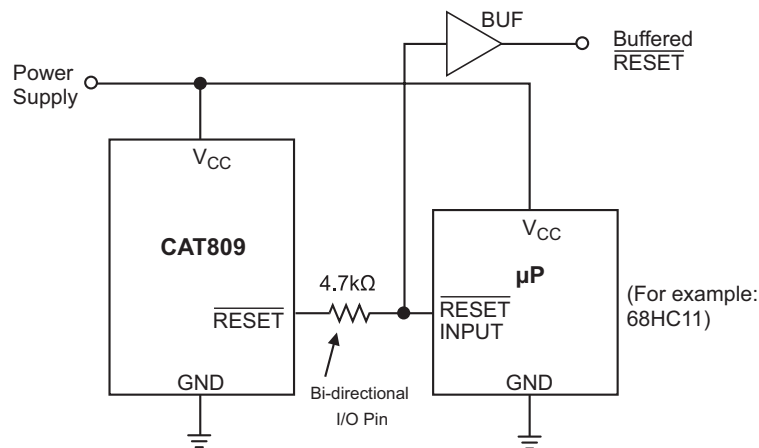 BUF
Buffered
RESET
Power
Supply
VCC
CAT809
VCC
µP
4.7kΩ
RESET
RESET
INPUT
(For example:
68HC11)
GND
GND
Bi-directional
I/O Pin